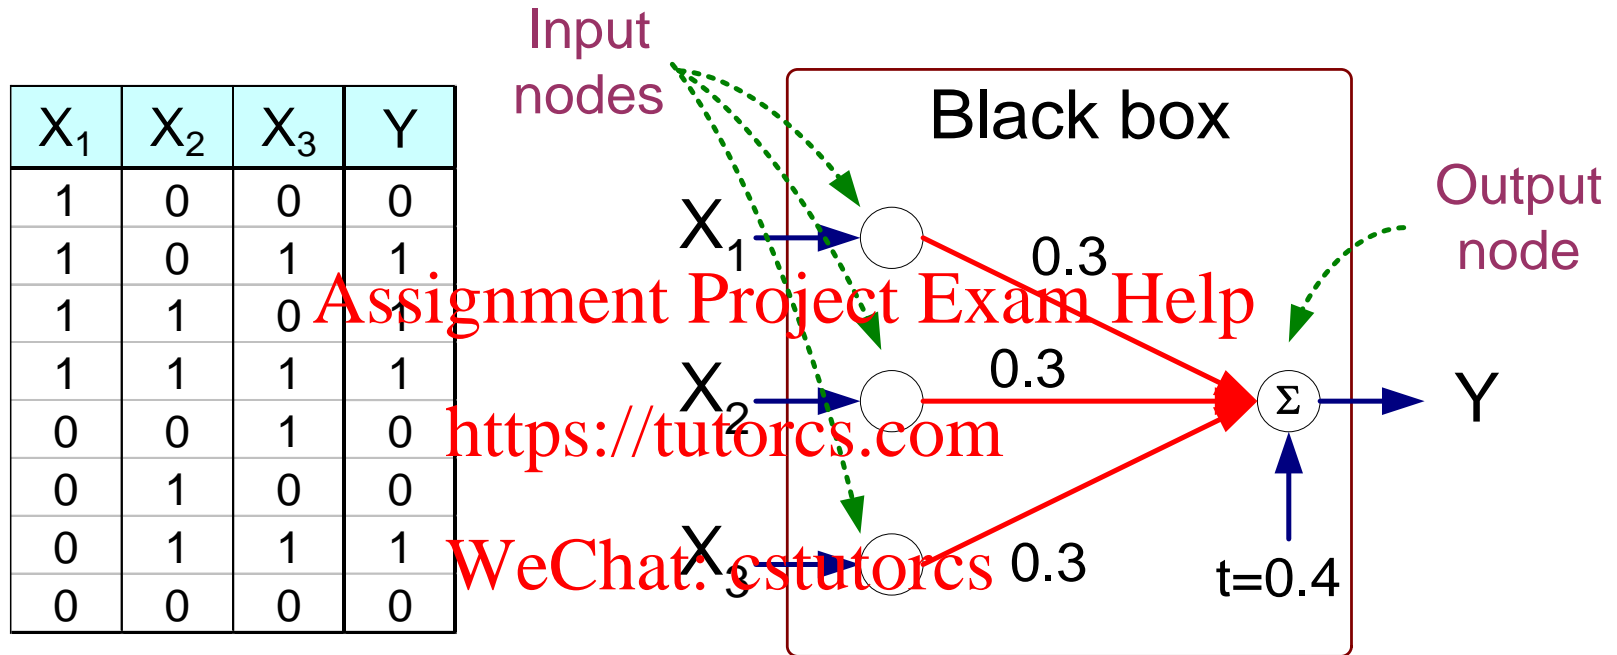 X1 X2 X3 Y
1 0 0 0
1 0 1 1
1 1 0 1
1 1 1 1
0 0 1 0
0 1 0 0
0 1 1 1
0 0 0 0
Input
nodes
Black box
X1
0.3
X2
0.3
X3
0.3
Σ
t=0.4
Y
Output
node
Assignment Project Exam Help
https://tutorcs.com
WeChat: cstutorcs